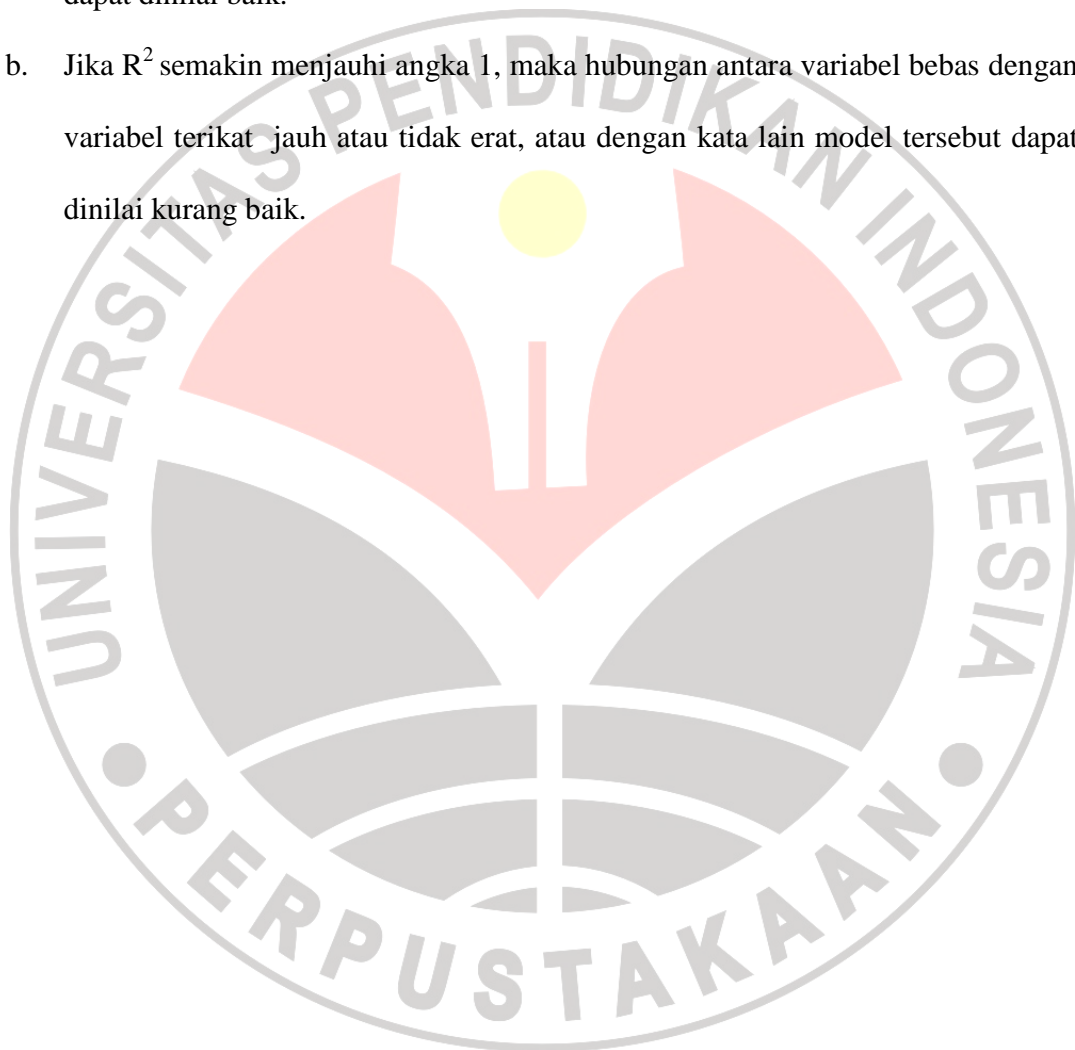 dapat dinilai baik.
b. Jika R² semakin menjauhi angka 1, maka hubungan antara variabel bebas dengan
variabel terikat jauh atau tidak erat, atau dengan kata lain model tersebut dapat
dinilai kurang baik.
UNIVERSITAS PENDIDIKAN INDONESIA
PERPUSTAKAAN